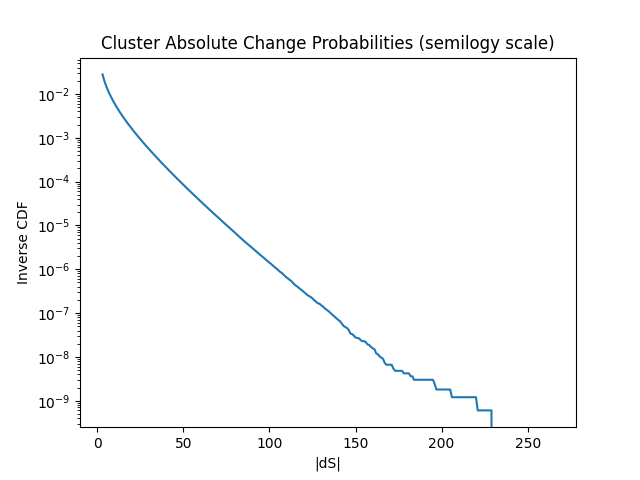 Cluster Absolute Change Probabilities (semilogy scale)
Inverse CDF
10⁻²
10⁻³
10⁻⁴
10⁻⁵
10⁻⁶
10⁻⁷
10⁻⁸
10⁻⁹
0 50 100 150 200 250
|dS|